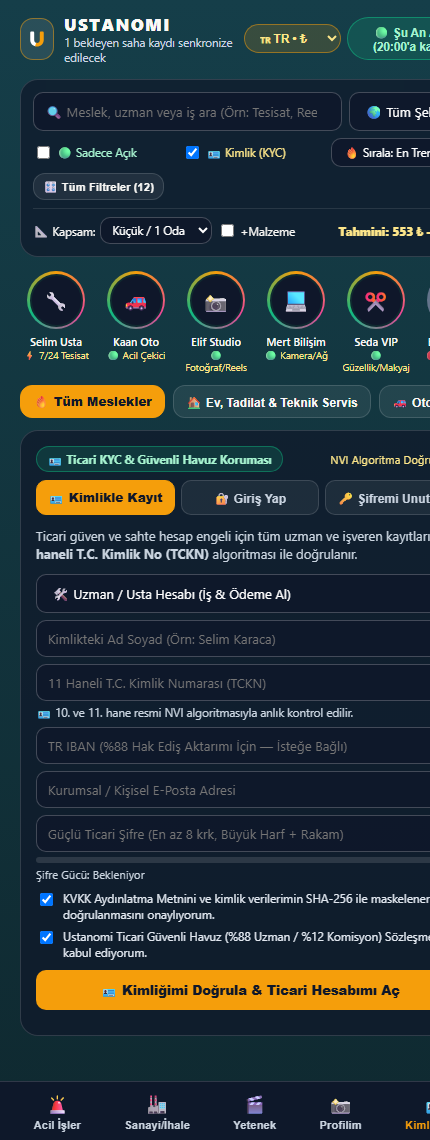 U USTANOMI
1 bekleyen saha kaydı senkronize
edilecek
TR TR • ₺
Şu An
(20:00'a
Meslek, uzman veya iş ara (Örn: Tesisat, Ree
Tüm
Sadece Açık
Kimlik (KYC)
Sırala: En
Tüm Filtreler (12)
Kapsam:
Küçük / 1 Oda
+Malzeme
Tahmini: 553 ₺ -
Selim Usta
Kaan Oto
Elif Studio
Mert Bilişim
Seda VIP
7/24 Tesisat
Acil Çekici
Fotoğraf/Reels
Kamera/Ağ
Güzellik/Makyaj
Tüm Meslekler
Ev, Tadilat & Teknik Servis
Ticari KYC & Güvenli Havuz Koruması
NVI Algoritma
Kimlikle Kayıt
Giriş Yap
Şifremi
Ticari güven ve sahte hesap engeli için tüm uzman ve işveren kayıtları
haneli T.C. Kimlik No (TCKN) algoritması ile doğrulanır.
Uzman / Usta Hesabı (İş & Ödeme Al)
Kimlikteki Ad Soyad (Örn: Selim Karaca)
11 Haneli T.C. Kimlik Numarası (TCKN)
10. ve 11. hane resmi NVI algoritmasıyla anlık kontrol edilir.
TR IBAN (%88 Hak Ediş Aktarımı İçin — İsteğe Bağlı)
Kurumsal / Kişisel E-Posta Adresi
Güçlü Ticari Şifre (En az 8 krk, Büyük Harf + Rakam)
Şifre Gücü: Bekleniyor
KVKK Aydınlatma Metnini ve kimlik verilerimin SHA-256 ile
doğrulanmasını onaylıyorum.
Ustanomi Ticari Güvenli Havuz (%88 Uzman / %12 Komisyon)
kabul ediyorum.
Kimliğimi Doğrula & Ticari Hesabımı Aç
Acil İşler
Sanayi/İhale
Yetenek
Profilim